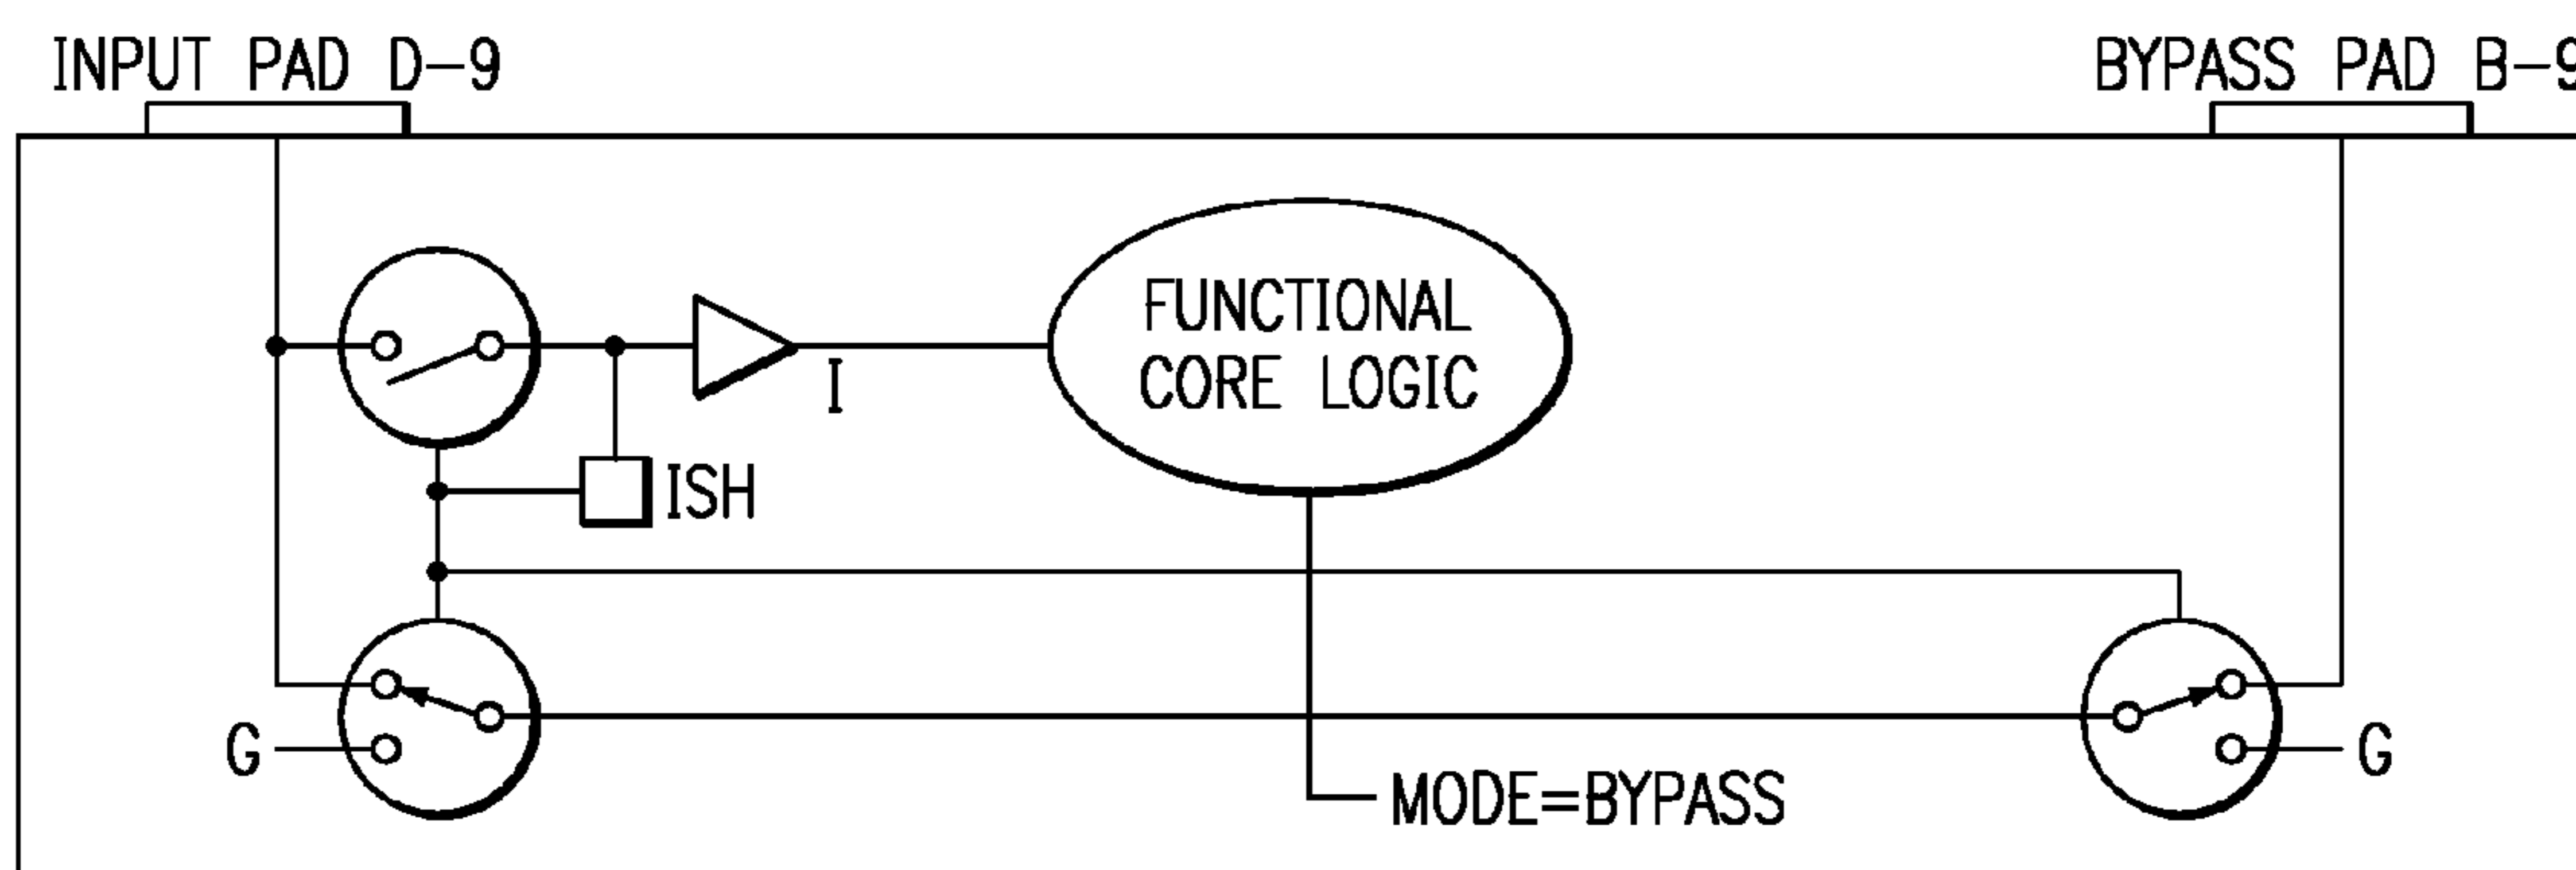 INPUT PAD D-9
BYPASS PAD B-9
FUNCTIONAL
CORE LOGIC
I
ISH
G
G
MODE=BYPASS